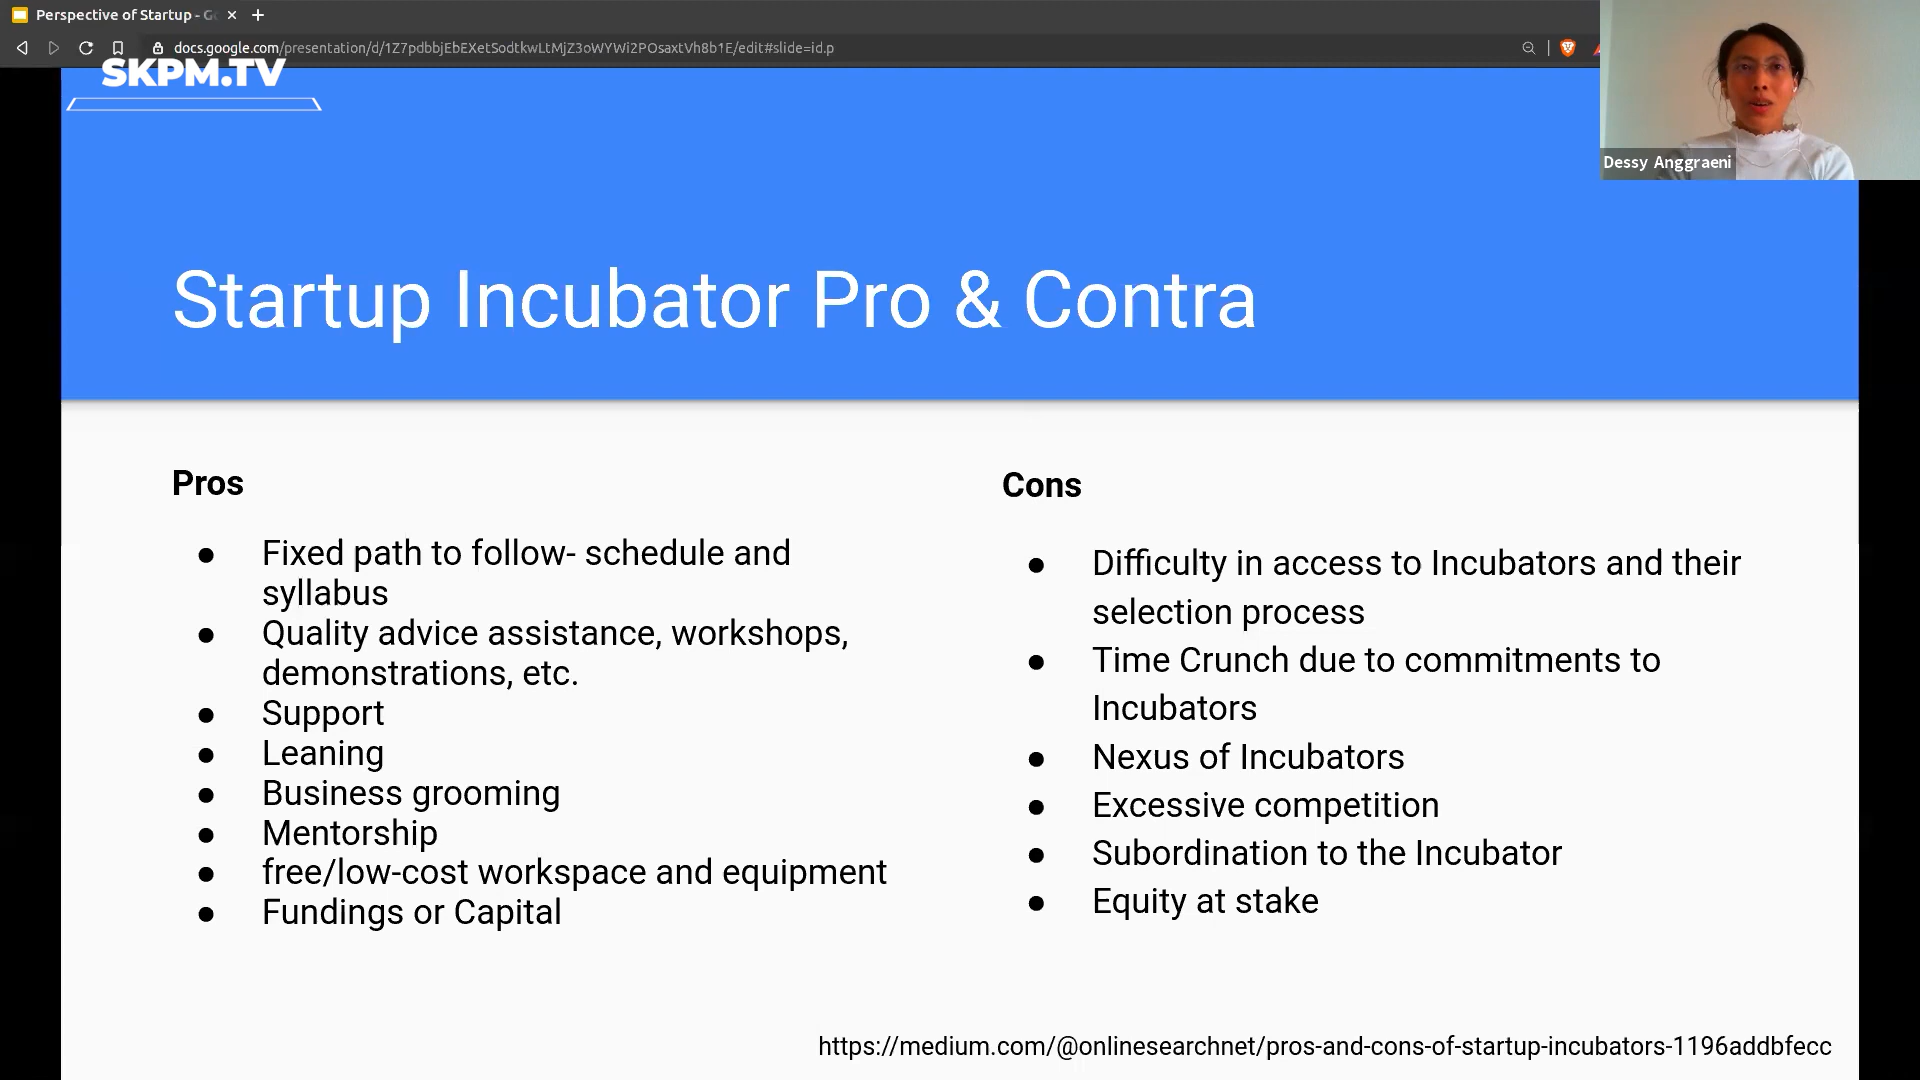 Perspective of Startup - Go
docs.google.com/presentation/d/1Z7pdbbjEbEXetSodtkwLtMjZ3oWYWi2POsaxtVh8b1E/edit#slide=id.p
SKPM.TV
Dessy Anggraeni
Startup Incubator Pro & Contra
Pros
● Fixed path to follow- schedule and
syllabus
● Quality advice assistance, workshops,
demonstrations, etc.
● Support
● Leaning
● Business grooming
● Mentorship
● free/low-cost workspace and equipment
● Fundings or Capital
Cons
● Difficulty in access to Incubators and their
selection process
● Time Crunch due to commitments to
Incubators
● Nexus of Incubators
● Excessive competition
● Subordination to the Incubator
● Equity at stake
https://medium.com/@onlinesearchnet/pros-and-cons-of-startup-incubators-1196addbfecc